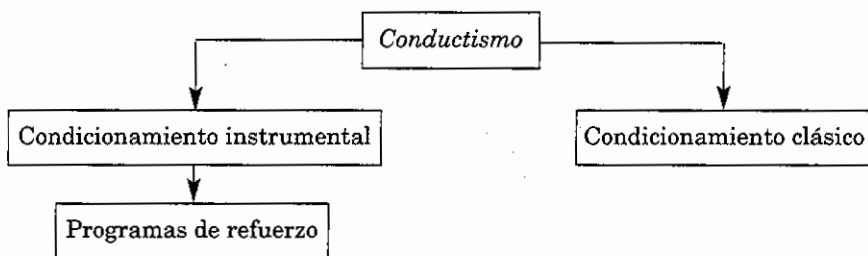 Conductismo
Condicionamiento instrumental
Condicionamiento clásico
Programas de refuerzo